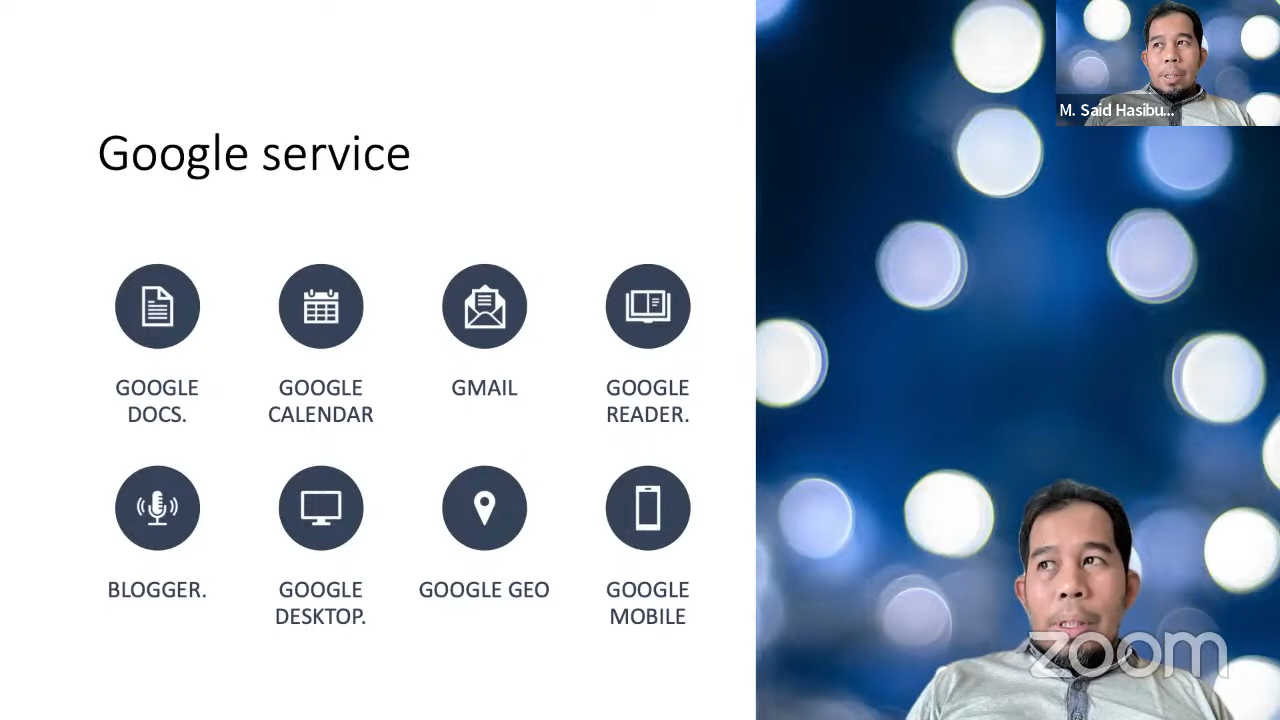 Google service
GOOGLE
DOCS.
GOOGLE
CALENDAR
GMAIL
GOOGLE
READER.
BLOGGER.
GOOGLE
DESKTOP.
GOOGLE GEO
GOOGLE
MOBILE
M. Said Hasibu...
zoom